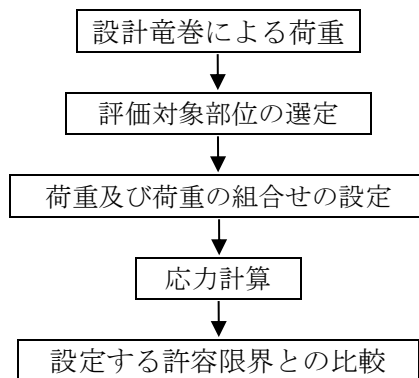 設計竜巻による荷重
評価対象部位の選定
荷重及び荷重の組合せの設定
応力計算
設定する許容限界との比較